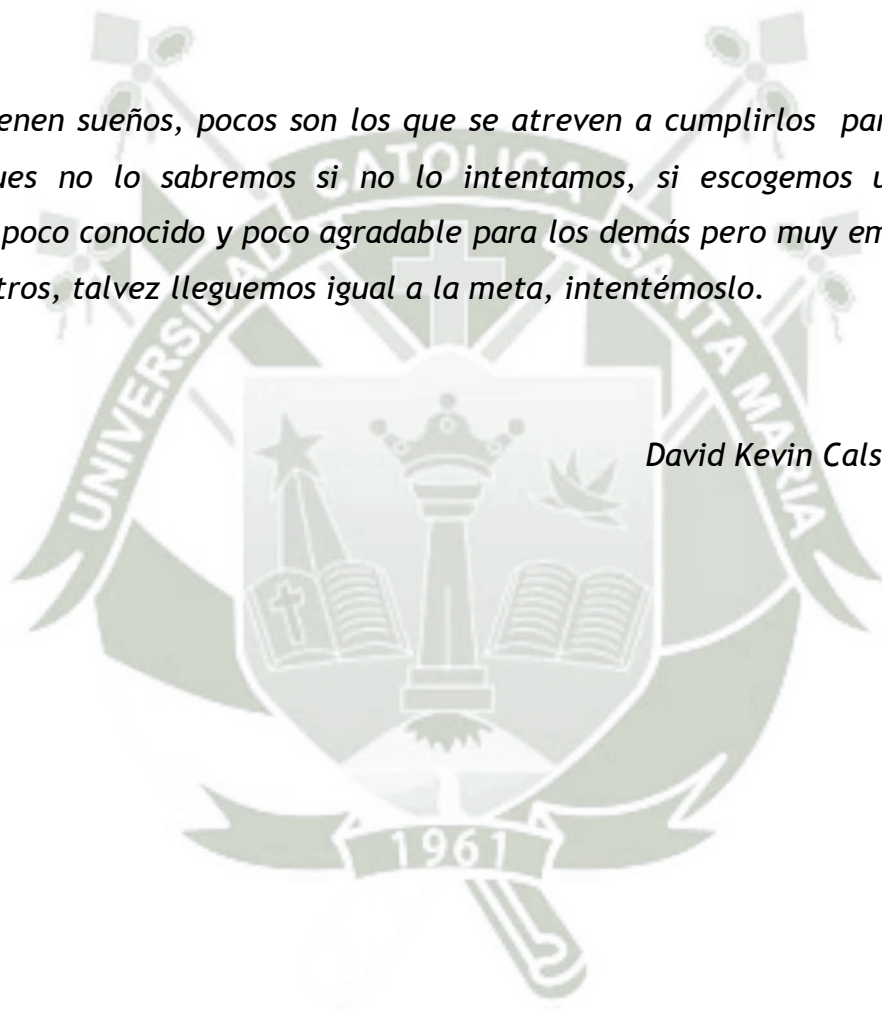 enen sueños, pocos son los que se atreven a cumplirlos par
ues no lo sabremos si no lo intentamos, si escogemos u
poco conocido y poco agradable para los demás pero muy em
tros, talvez lleguemos igual a la meta, intentémoslo.
David Kevin Cals
UNIVERSIDAD CATOLICA SANTA MARIA
1961